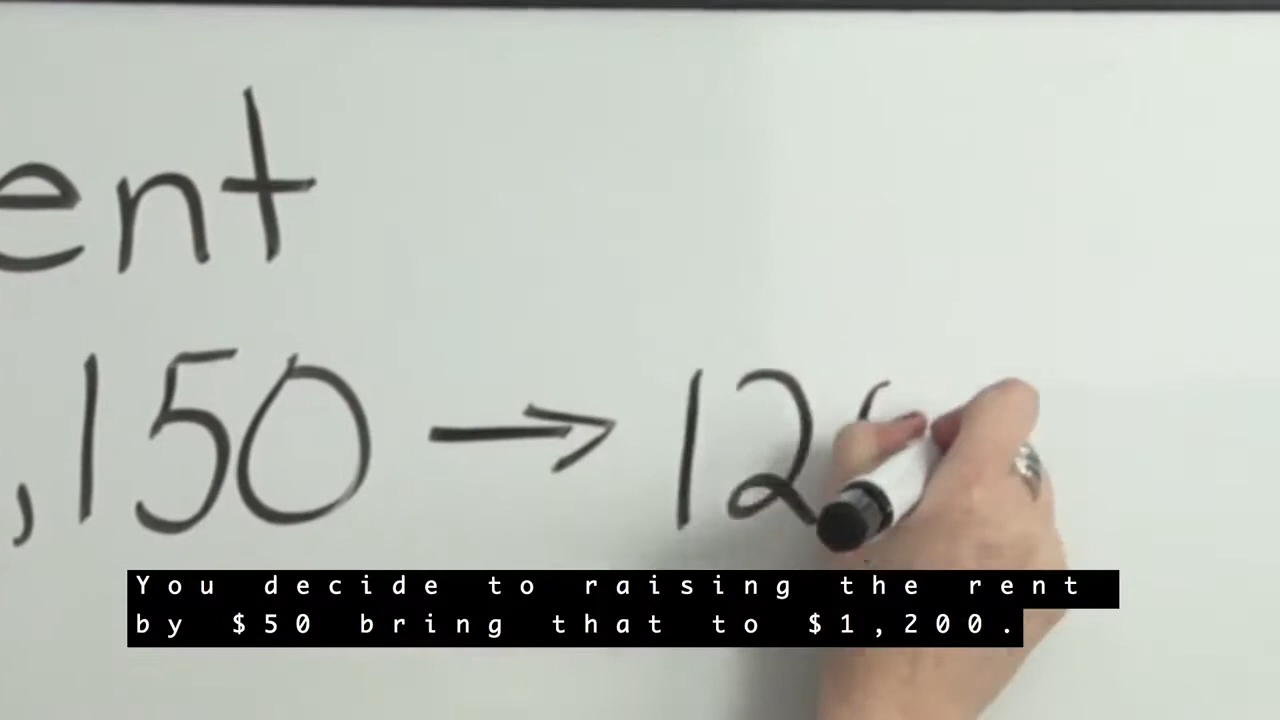 ent
,150 → 12
You decide to raising the rent
by $50 bring that to $1,200.